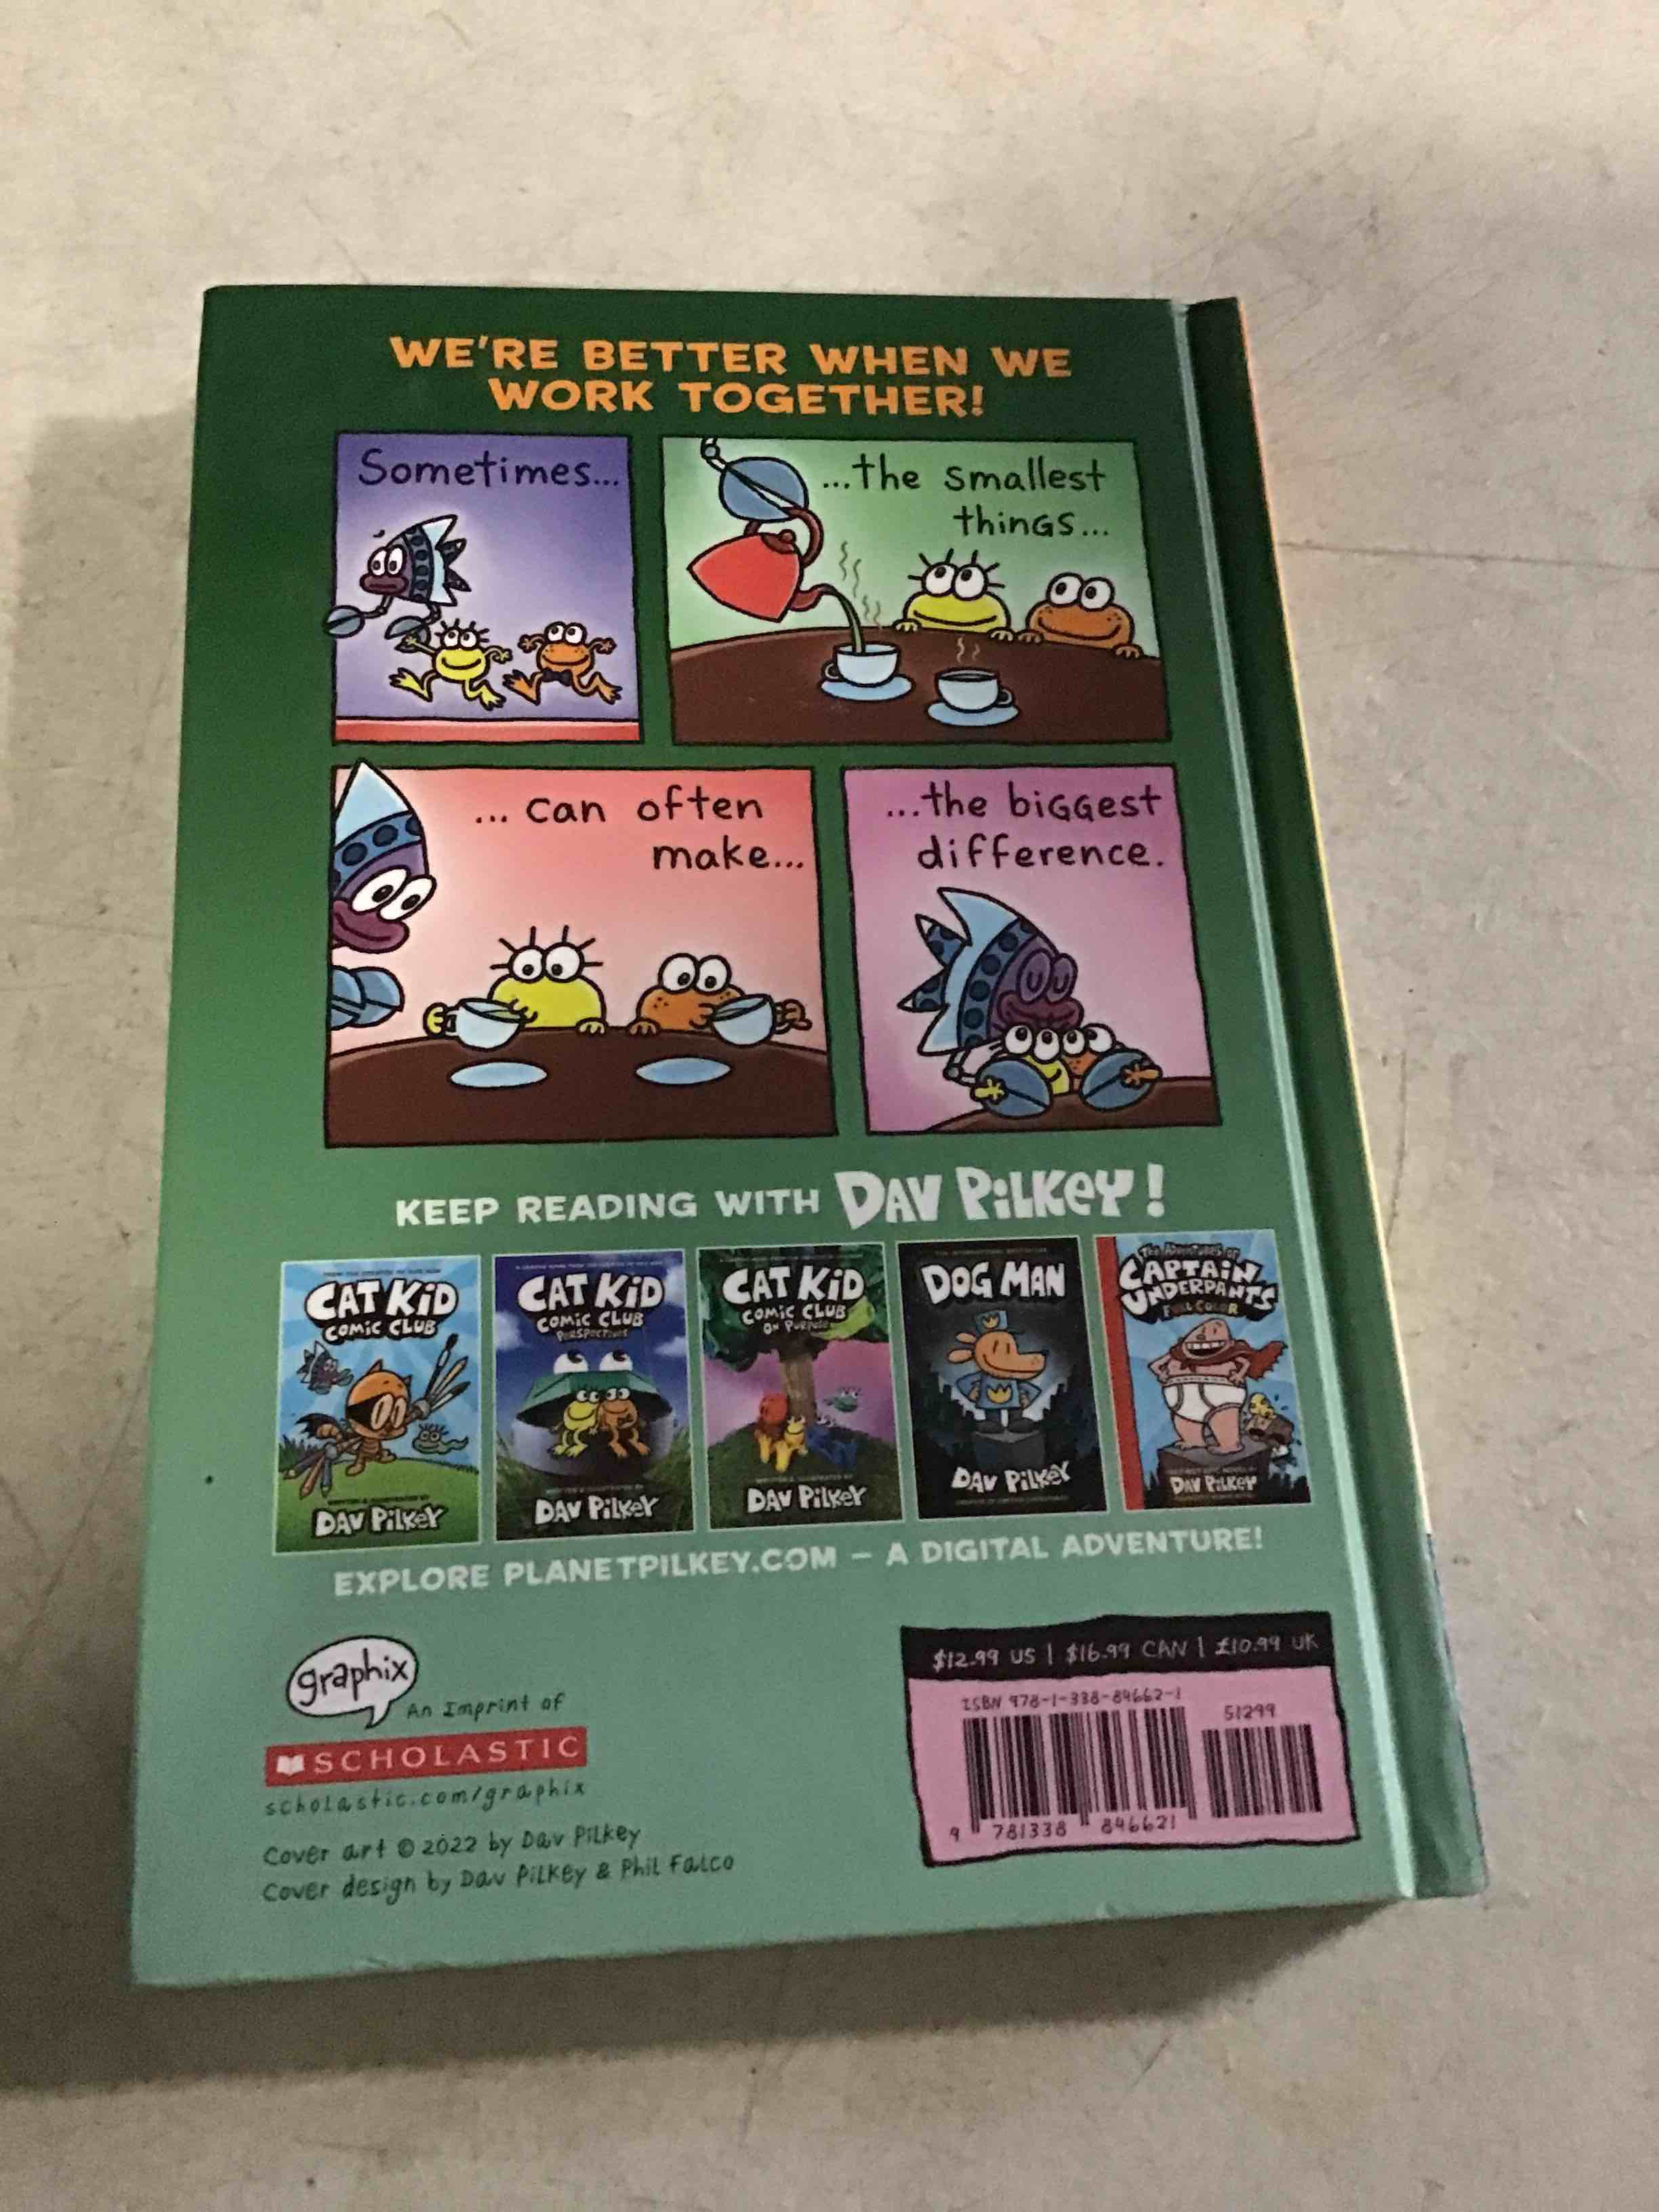 WE'RE BETTER WHEN WE
WORK TOGETHER!
Sometimes...
...the smallest
things...
... can often
make...
...the biggest
difference.
KEEP READING WITH DAV PILKEY!
CAT KID
COMIC CLUB
DAV PILKEY
CAT KID
COMIC CLUB
PERSPECTIVES
DAV PILKEY
CAT KID
COMIC CLUB
ON PURPOSE
DAV PILKEY
DOG MAN
DAV PILKEY
THE ADVENTURES OF
CAPTAIN
UNDERPANTS
FULL COLOR
DAV PILKEY
EXPLORE PLANETPILKEY.COM – A DIGITAL ADVENTURE!
graphix
An Imprint of
SCHOLASTIC
scholastic.com/graphix
Cover art © 2022 by Dav Pilkey
Cover design by Dav Pilkey & Phil Falco
$12.99 US | $16.99 CAN | £10.99 UK
ISBN 978-1-338-84662-1
51299
9 781338 846621